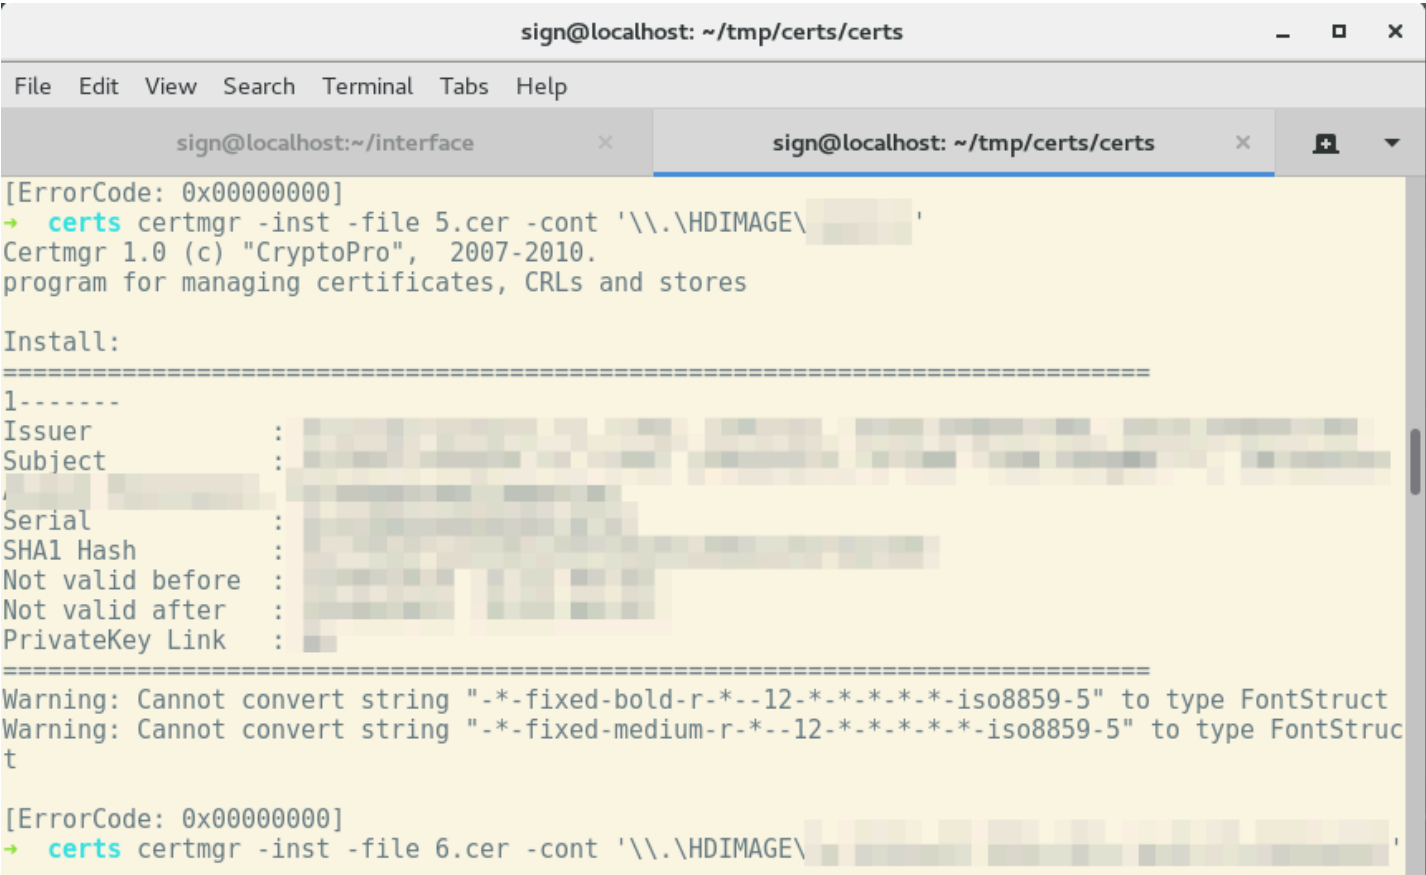 sign@localhost: ~/tmp/certs/certs
File Edit View Search Terminal Tabs Help
sign@localhost:~/interface
sign@localhost: ~/tmp/certs/certs
[ErrorCode: 0x00000000]
→ certs certmgr -inst -file 5.cer -cont '\\.\HDIMAGE\ '
Certmgr 1.0 (c) "CryptoPro",  2007-2010.
program for managing certificates, CRLs and stores
Install:
=============================================================================
1-------
Issuer            :
Subject           :
Serial            :
SHA1 Hash         :
Not valid before  :
Not valid after   :
PrivateKey Link   :
=============================================================================
Warning: Cannot convert string "-*-fixed-bold-r-*--12-*-*-*-*-*-iso8859-5" to type FontStruct
Warning: Cannot convert string "-*-fixed-medium-r-*--12-*-*-*-*-*-iso8859-5" to type FontStruc
t
[ErrorCode: 0x00000000]
→ certs certmgr -inst -file 6.cer -cont '\\.\HDIMAGE\ '